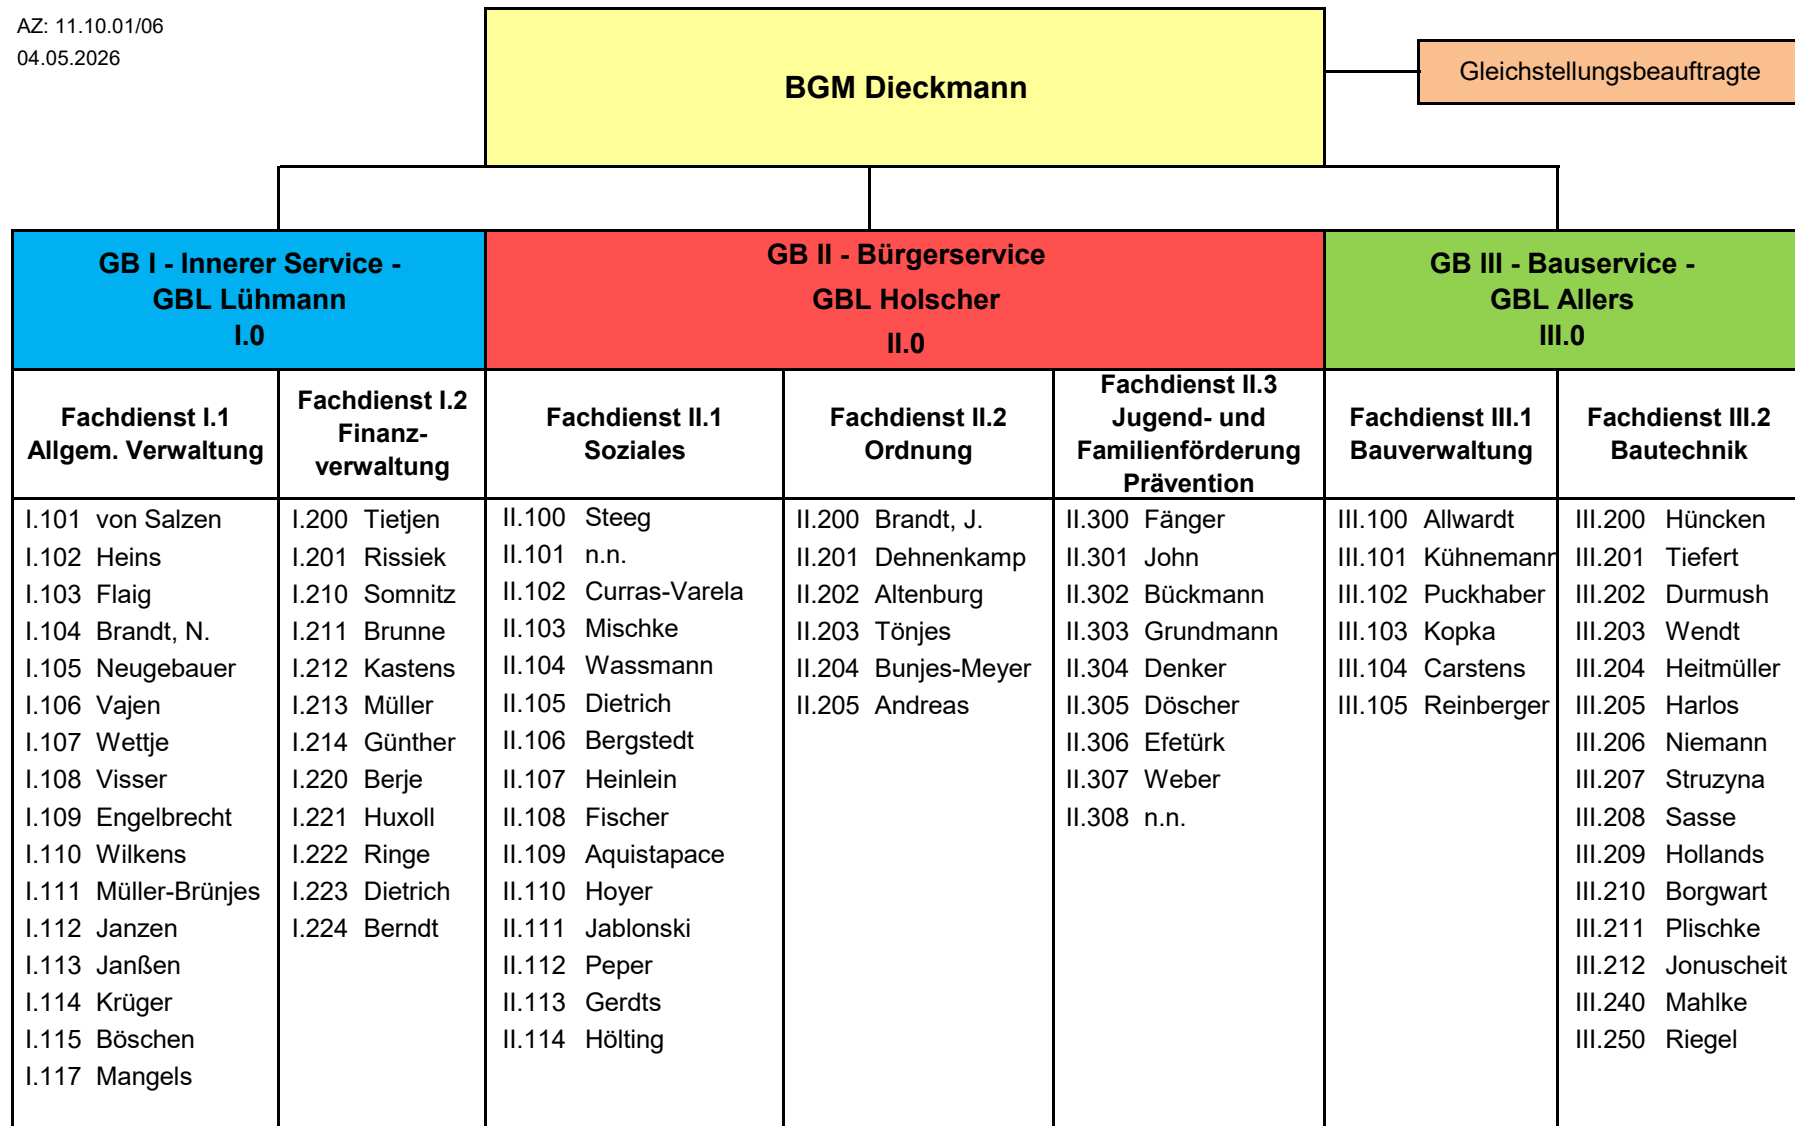 AZ: 11.10.01/06
04.05.2026
BGM Dieckmann
Gleichstellungsbeauftragte
GB I - Innerer Service -
GBL Lühmann
I.0
GB II - Bürgerservice
GBL Holscher
II.0
GB III - Bauservice -
GBL Allers
III.0
Fachdienst I.1
Allgem. Verwaltung
Fachdienst I.2
Finanz-
verwaltung
Fachdienst II.1
Soziales
Fachdienst II.2
Ordnung
Fachdienst II.3
Jugend- und
Familienförderung
Prävention
Fachdienst III.1
Bauverwaltung
Fachdienst III.2
Bautechnik
I.101 von Salzen
I.102 Heins
I.103 Flaig
I.104 Brandt, N.
I.105 Neugebauer
I.106 Vajen
I.107 Wettje
I.108 Visser
I.109 Engelbrecht
I.110 Wilkens
I.111 Müller-Brünjes
I.112 Janzen
I.113 Janßen
I.114 Krüger
I.115 Böschen
I.117 Mangels
I.200 Tietjen
I.201 Rissiek
I.210 Somnitz
I.211 Brunne
I.212 Kastens
I.213 Müller
I.214 Günther
I.220 Berje
I.221 Huxoll
I.222 Ringe
I.223 Dietrich
I.224 Berndt
II.100 Steeg
II.101 n.n.
II.102 Curras-Varela
II.103 Mischke
II.104 Wassmann
II.105 Dietrich
II.106 Bergstedt
II.107 Heinlein
II.108 Fischer
II.109 Aquistapace
II.110 Hoyer
II.111 Jablonski
II.112 Peper
II.113 Gerdts
II.114 Hölting
II.200 Brandt, J.
II.201 Dehnenkamp
II.202 Altenburg
II.203 Tönjes
II.204 Bunjes-Meyer
II.205 Andreas
II.300 Fänger
II.301 John
II.302 Bückmann
II.303 Grundmann
II.304 Denker
II.305 Döscher
II.306 Efetürk
II.307 Weber
II.308 n.n.
III.100 Allwardt
III.101 Kühnemann
III.102 Puckhaber
III.103 Kopka
III.104 Carstens
III.105 Reinberger
III.200 Hüncken
III.201 Tiefert
III.202 Durmush
III.203 Wendt
III.204 Heitmüller
III.205 Harlos
III.206 Niemann
III.207 Struzyna
III.208 Sasse
III.209 Hollands
III.210 Borgwart
III.211 Plischke
III.212 Jonuscheit
III.240 Mahlke
III.250 Riegel